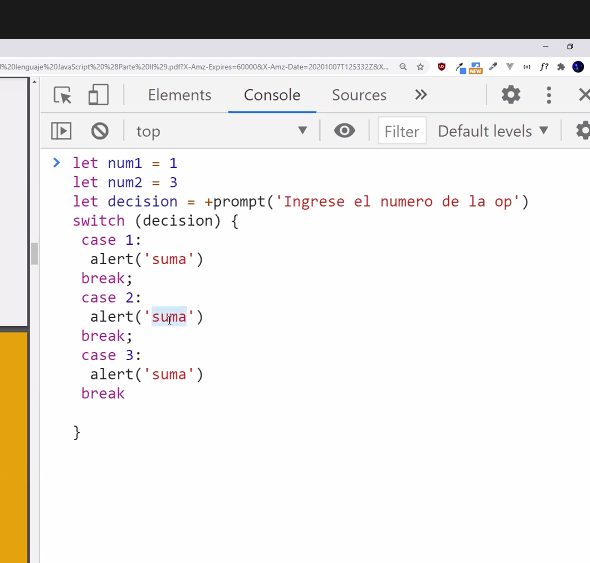 l%20lenguaje%20JavaScript%20%28Parte%20II%29.pdf?X-Amz-Expires=60000&X-Amz-Date=20201007T125332Z&X...
NEW
f?
Elements Console Sources »
top Filter Default levels ▼
> let num1 = 1
let num2 = 3
let decision = +prompt('Ingrese el numero de la op')
switch (decision) {
case 1:
alert('suma')
break;
case 2:
alert('suma')
break;
case 3:
alert('suma')
break
}